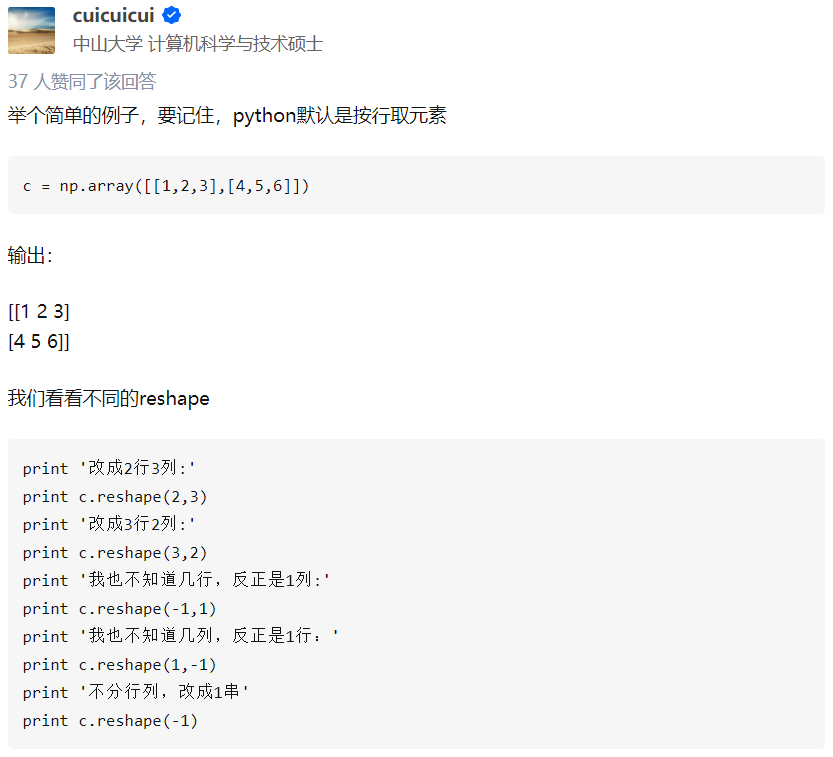 cuicuicui
中山大学 计算机科学与技术硕士
37 人赞同了该回答
举个简单的例子，要记住，python默认是按行取元素
c = np.array([[1,2,3],[4,5,6]])
输出：
[[1 2 3]
[4 5 6]]
我们看看不同的reshape
print '改成2行3列:'
print c.reshape(2,3)
print '改成3行2列:'
print c.reshape(3,2)
print '我也不知道几行，反正是1列:'
print c.reshape(-1,1)
print '我也不知道几列，反正是1行：'
print c.reshape(1,-1)
print '不分行列，改成1串'
print c.reshape(-1)